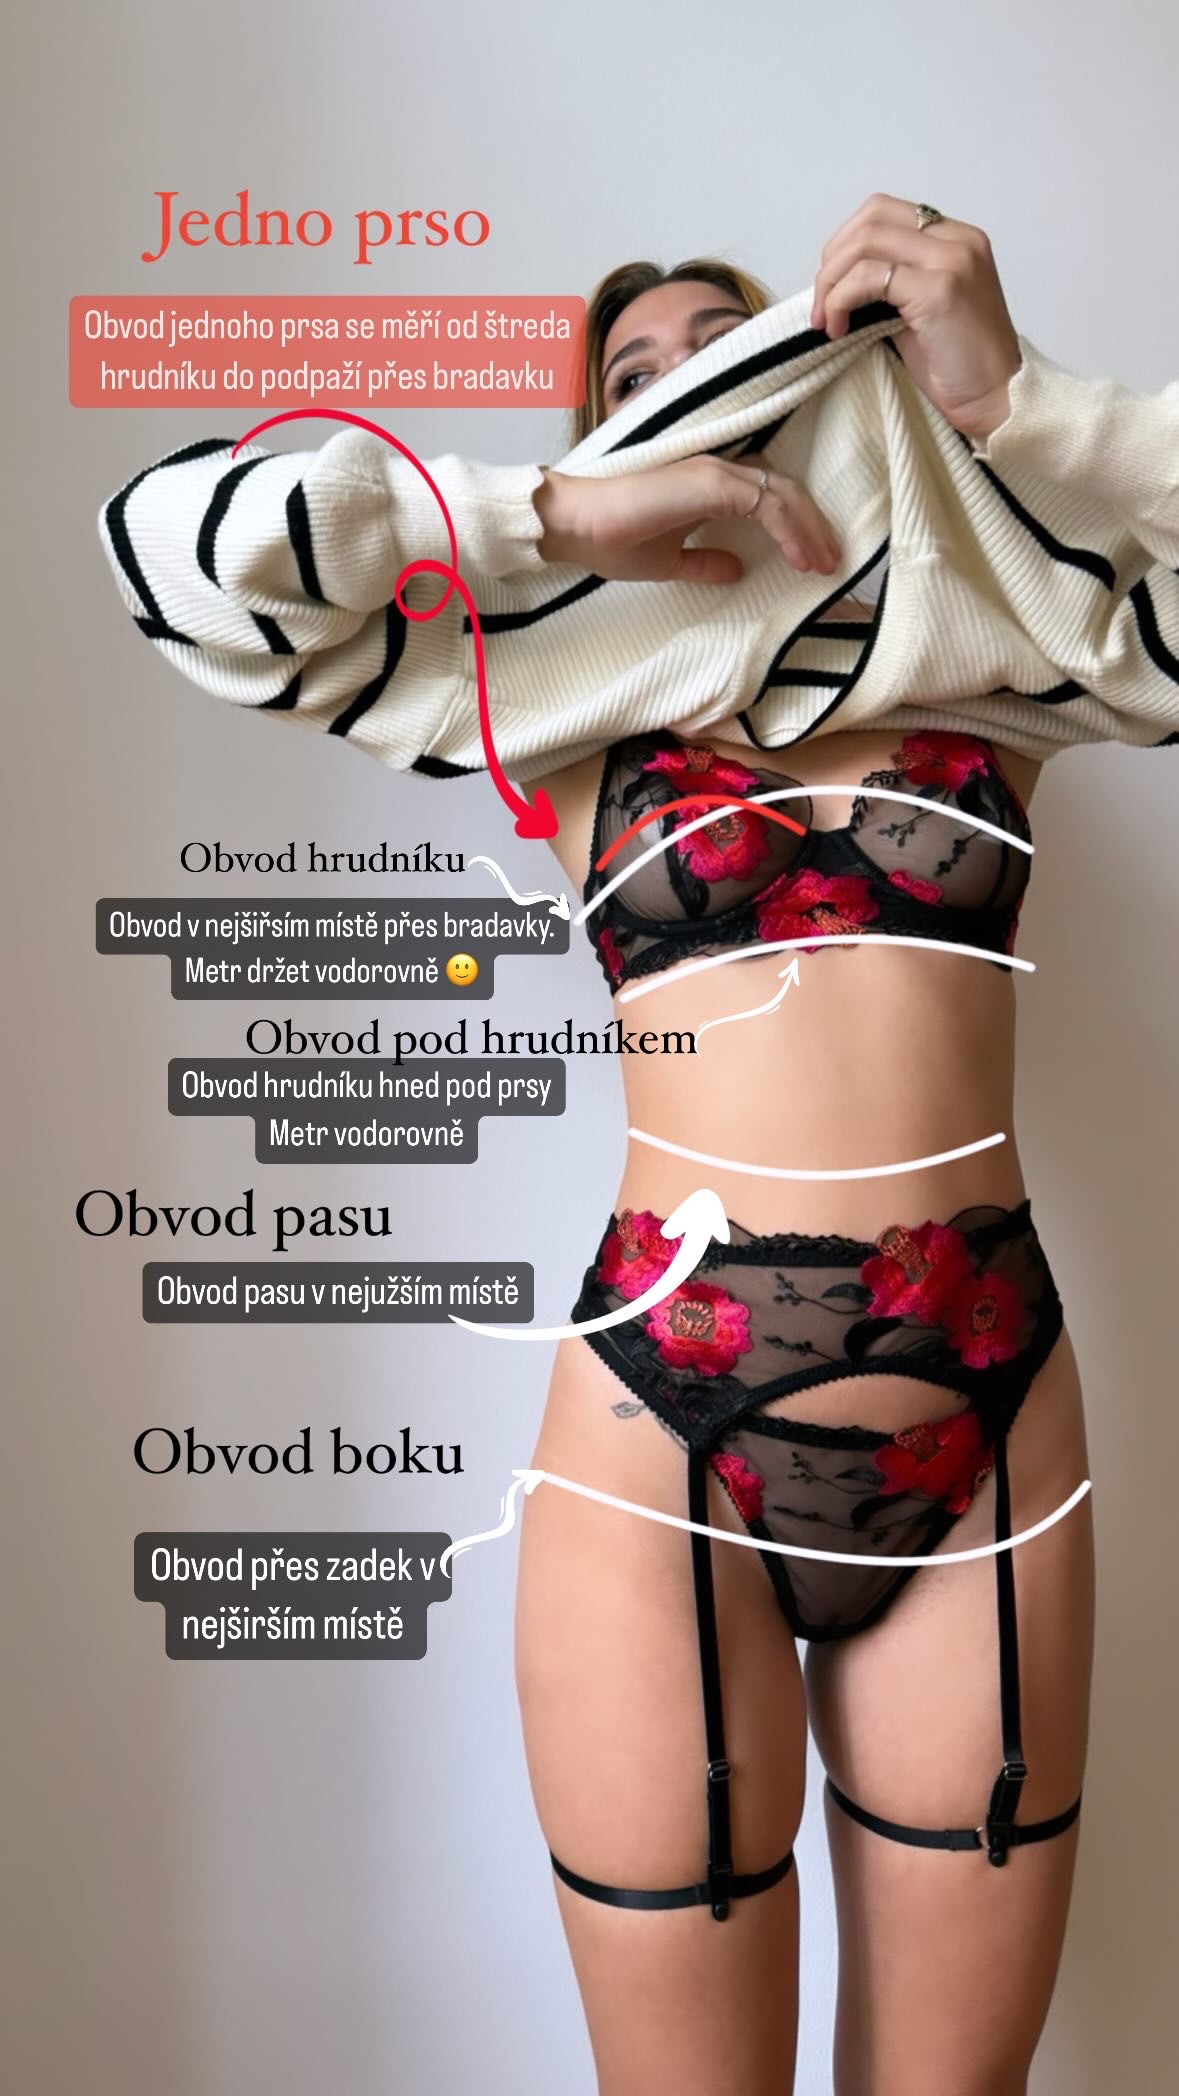 Jedno prso
Obvod jednoho prsa se měří od štreda
hrudníku do podpaží přes bradavku
Obvod hrudníku
Obvod v nejšiřsím místě přes bradavky.
Metr držet vodorovně 🙂
Obvod pod hrudníkem
Obvod hrudníku hned pod prsy
Metr vodorovně
Obvod pasu
Obvod pasu v nejužším místě
Obvod boku
Obvod přes zadek v
nejširším místě